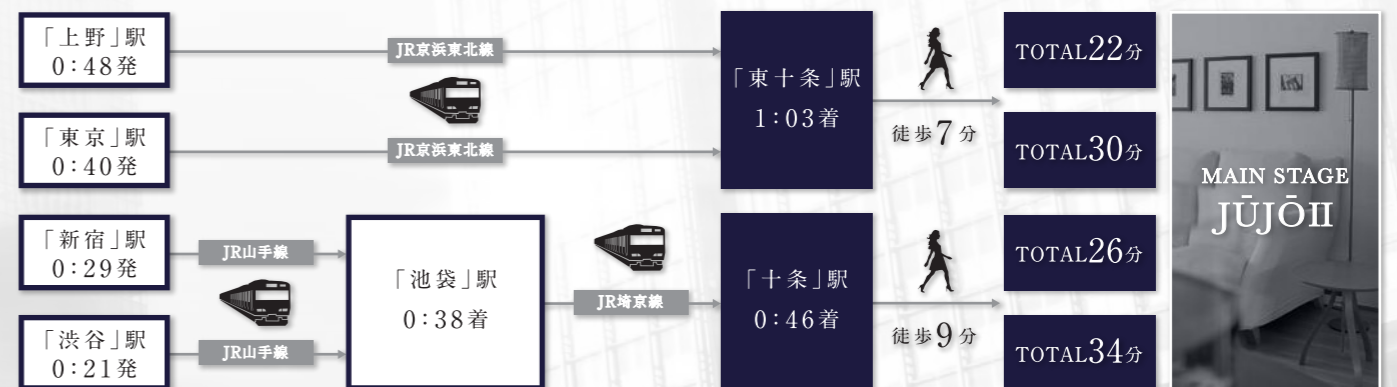 「上野」駅
0:48発
JR京浜東北線
「東京」駅
0:40発
JR京浜東北線
「東十条」駅
1:03着
徒歩7分
TOTAL22分
TOTAL30分
「新宿」駅
0:29発
JR山手線
「渋谷」駅
0:21発
JR山手線
「池袋」駅
0:38着
JR埼京線
「十条」駅
0:46着
徒歩9分
TOTAL26分
TOTAL34分
MAIN STAGE
JŪJŌII